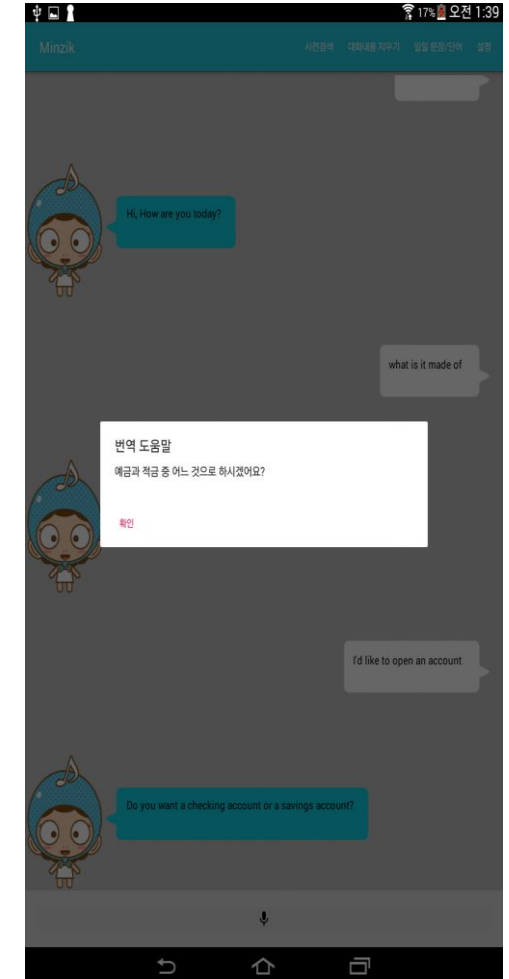 17% 오전 1:39
Minzik 사전검색 대화내용 지우기 일일 문장/단어 설정
Hi, How are you today?
what is it made of
번역 도움말
예금과 적금 중 어느 것으로 하시겠어요?
확인
I'd like to open an account
Do you want a checking account or a savings account?